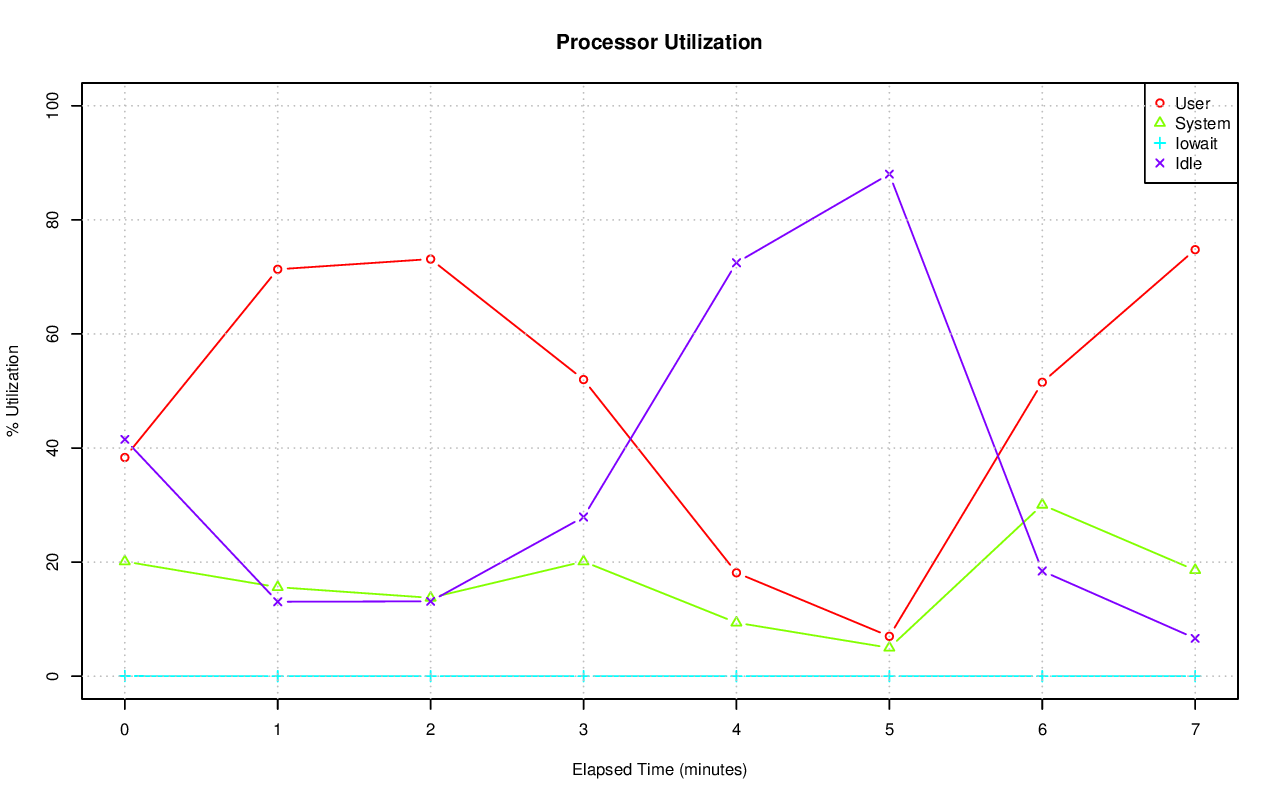 Processor Utilization
User
System
Iowait
Idle
% Utilization
100
80
60
40
20
0
0 1 2 3 4 5 6 7
Elapsed Time (minutes)